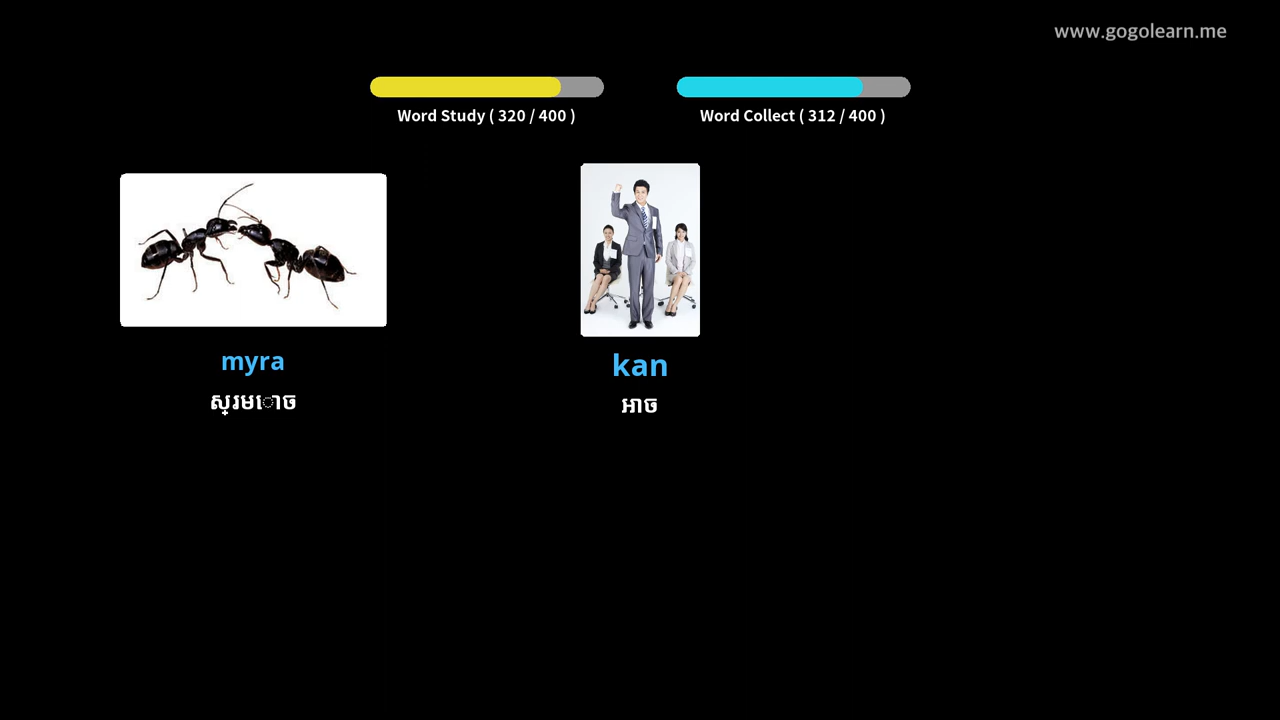 www.gogolearn.me
Word Study ( 320 / 400 )
Word Collect ( 312 / 400 )
myra
ស្រមោច
kan
អាច